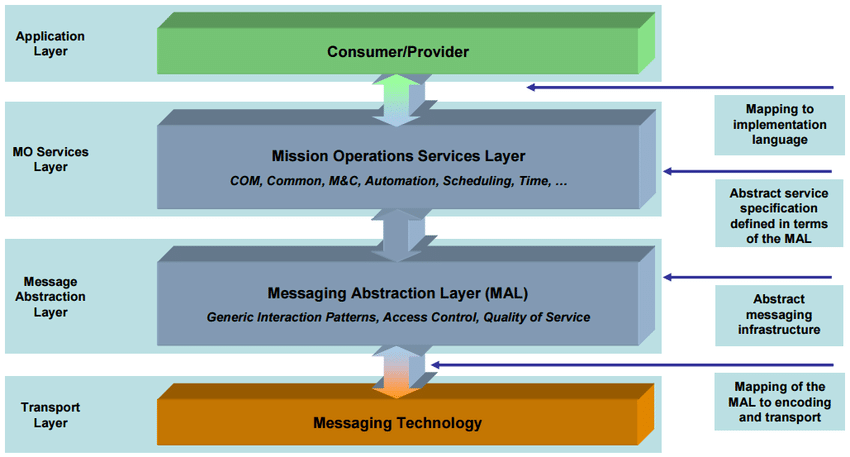 Application
Layer
Consumer/Provider
Mapping to
implementation
language
MO Services
Layer
Mission Operations Services Layer
COM, Common, M&C, Automation, Scheduling, Time, ...
Abstract service
specification
defined in terms
of the MAL
Message
Abstraction
Layer
Messaging Abstraction Layer (MAL)
Generic Interaction Patterns, Access Control, Quality of Service
Abstract
messaging
infrastructure
Mapping of the
MAL to encoding
and transport
Transport
Layer
Messaging Technology